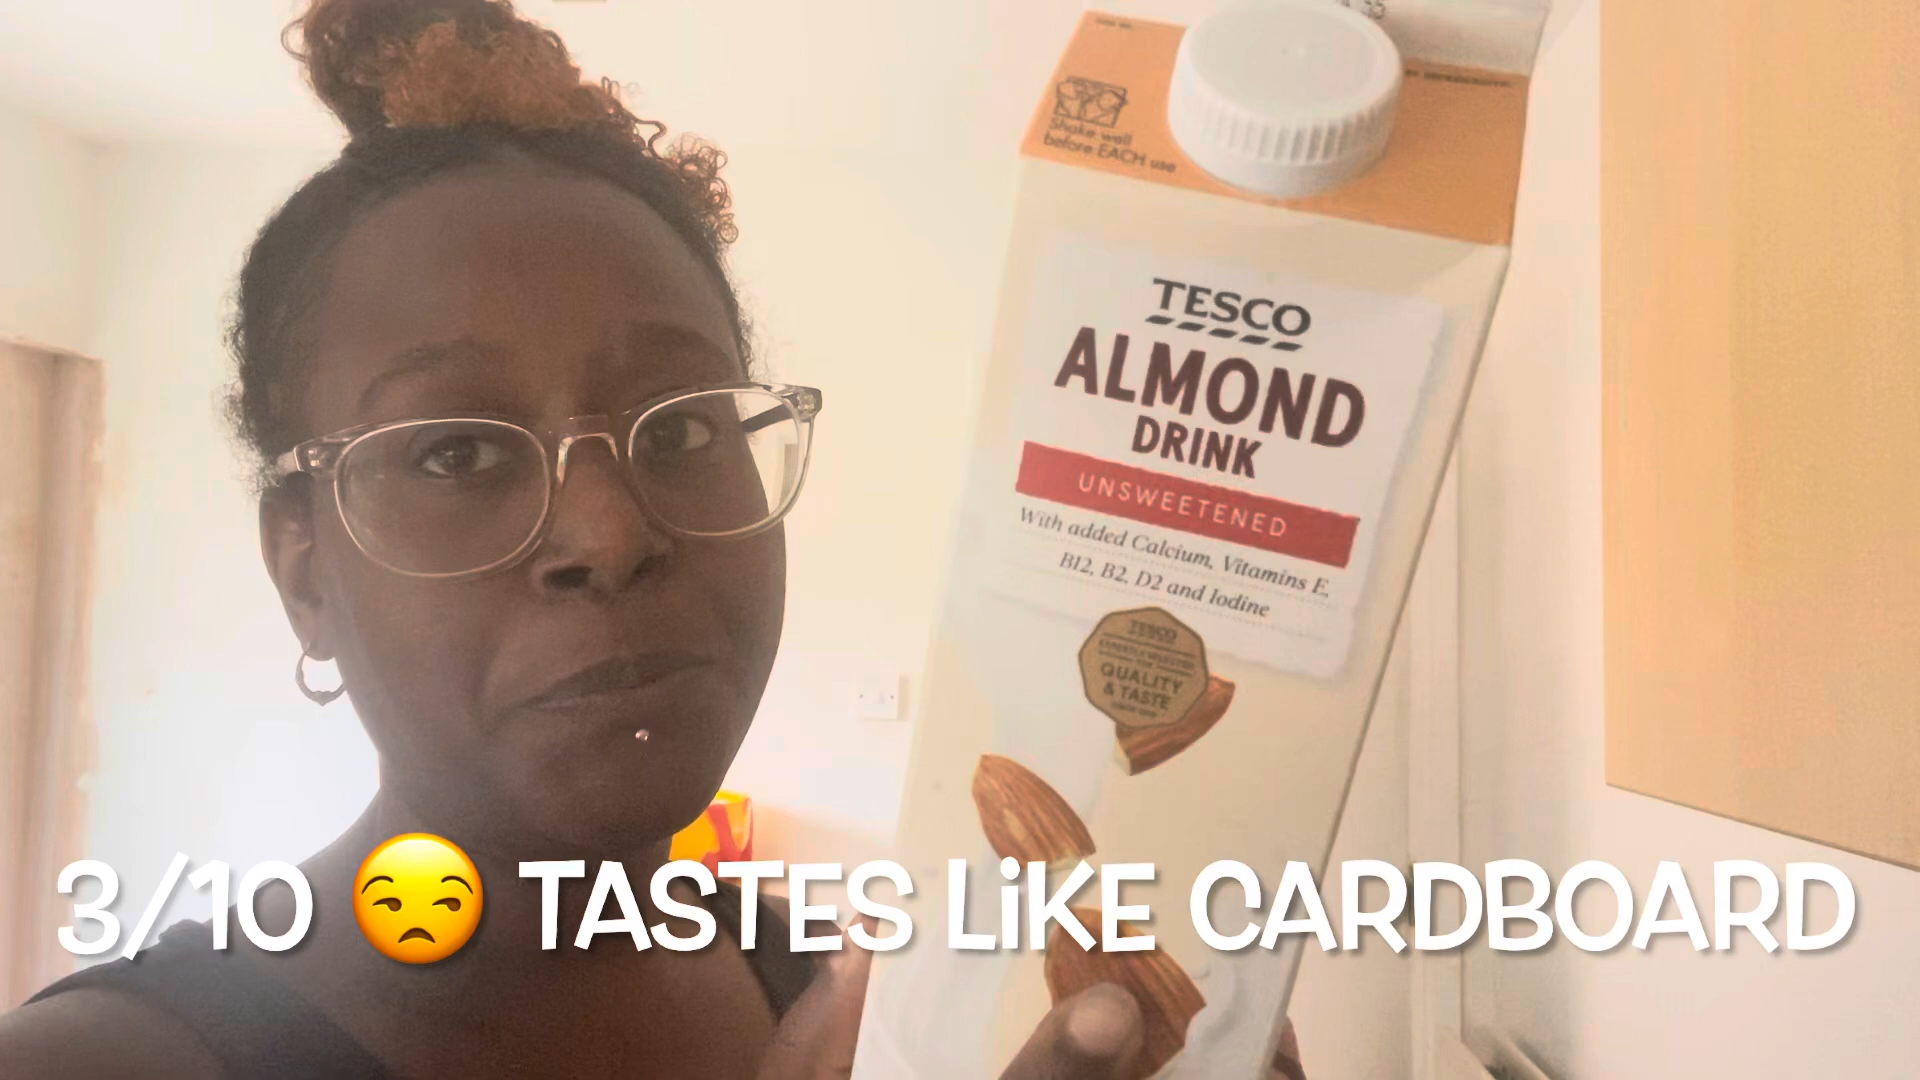 Shake well
before EACH use
TESCO
ALMOND
DRINK
UNSWEETENED
With added Calcium, Vitamins E,
B12, B2, D2 and Iodine
TESCO
QUALITY
& TASTE
3/10 😒 TASTES LiKE CARDBOARD